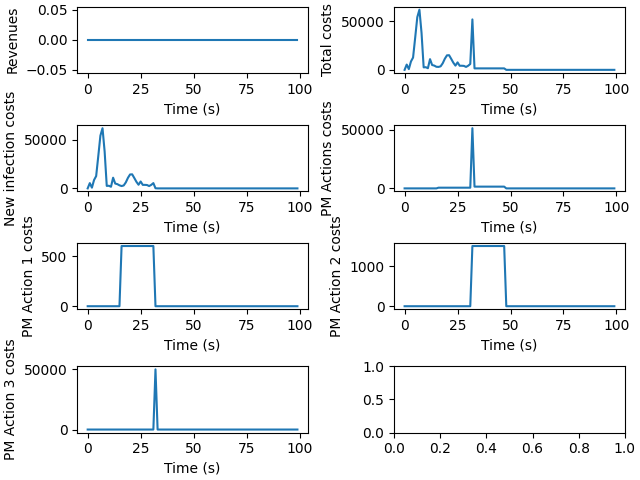 Revenues
0.05
0.00
−0.05
0 25 50 75 100
Time (s)
Total costs
50000
0
0 25 50 75 100
Time (s)
New infection costs
50000
0
0 25 50 75 100
Time (s)
PM Actions costs
50000
0
0 25 50 75 100
Time (s)
PM Action 1 costs
500
0
0 25 50 75 100
Time (s)
PM Action 2 costs
1000
0
0 25 50 75 100
Time (s)
PM Action 3 costs
50000
0
0 25 50 75 100
Time (s)
1.0
0.5
0.0
0.0 0.2 0.4 0.6 0.8 1.0